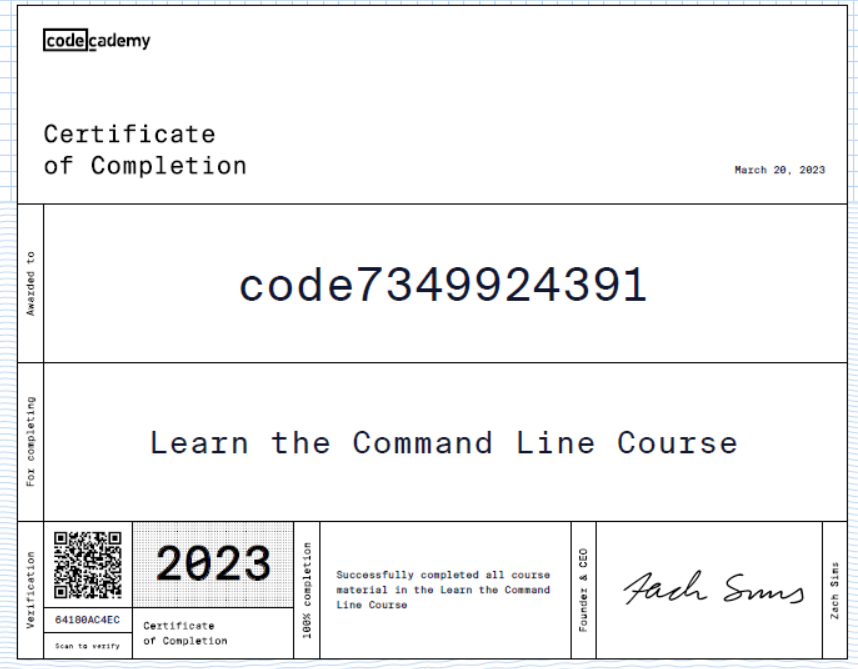 codecademy
Certificate
of Completion
March 20, 2023
Awarded to
code7349924391
For completing
Learn the Command Line Course
Verification
64180AC4EC
Scan to verify
2023
Certificate
of Completion
100% completion
Successfully completed all course
material in the Learn the Command
Line Course
Founder & CEO
Zach Sims
Zach Sims